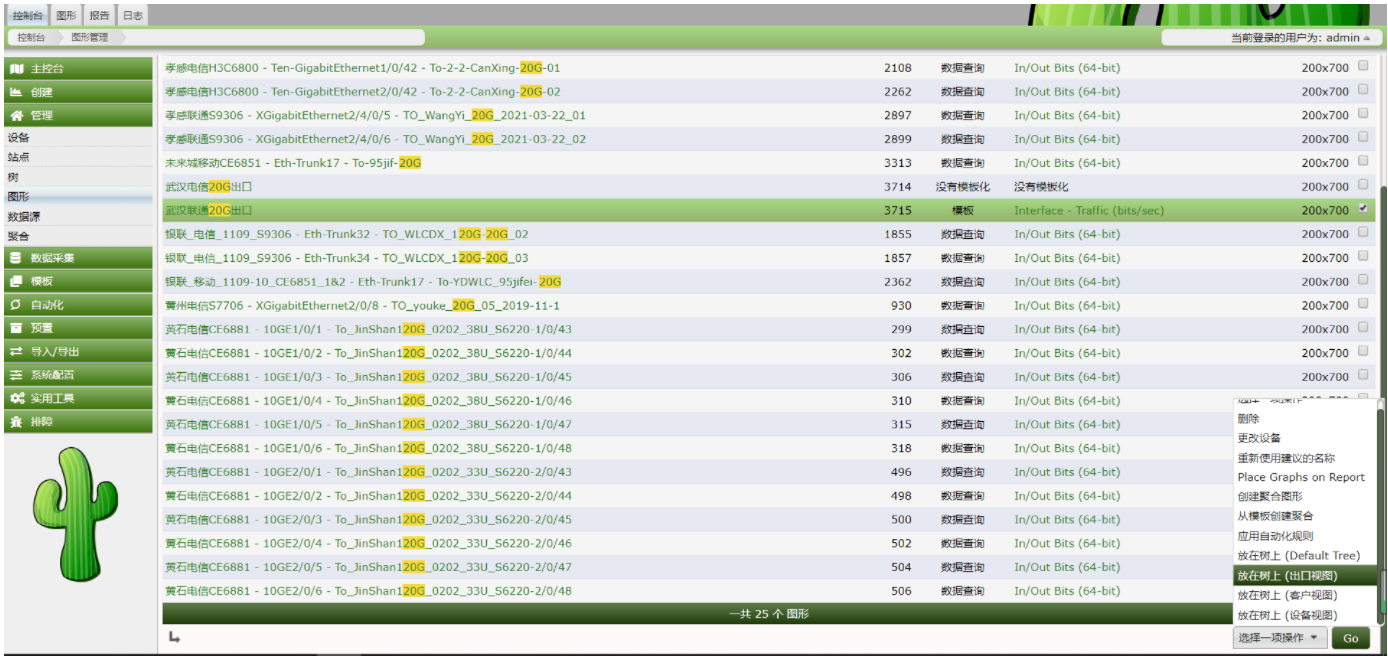 控制台 图形 报告 日志
控制台 图形管理 当前登录的用户为: admin
主控台
创建
管理
设备
站点
树
图形
数据源
聚合
数据采集
模板
自动化
预置
导入/导出
系统配置
实用工具
排障
孝感电信H3C6800 - Ten-GigabitEthernet1/0/42 - To-2-2-CanXing-20G-01 2108 数据查询 In/Out Bits (64-bit) 200x700
孝感电信H3C6800 - Ten-GigabitEthernet2/0/42 - To-2-2-CanXing-20G-02 2262 数据查询 In/Out Bits (64-bit) 200x700
孝感联通S9306 - XGigabitEthernet2/4/0/5 - TO_WangYi_20G_2021-03-22_01 2897 数据查询 In/Out Bits (64-bit) 200x700
孝感联通S9306 - XGigabitEthernet2/4/0/6 - TO_WangYi_20G_2021-03-22_02 2899 数据查询 In/Out Bits (64-bit) 200x700
未来城移动CE6851 - Eth-Trunk17 - To-95jif-20G 3313 数据查询 In/Out Bits (64-bit) 200x700
武汉电信20G出口 3714 没有模板化 没有模板化 200x700
武汉联通20G出口 3715 模板 Interface - Traffic (bits/sec) 200x700
银联_电信_1109_S9306 - Eth-Trunk32 - TO_WLCDX_120G-20G_02 1855 数据查询 In/Out Bits (64-bit) 200x700
银联_电信_1109_S9306 - Eth-Trunk34 - TO_WLCDX_120G-20G_03 1857 数据查询 In/Out Bits (64-bit) 200x700
银联_移动_1109-10_CE6851_1&2 - Eth-Trunk17 - To-YDWLC_95jifei-20G 2362 数据查询 In/Out Bits (64-bit) 200x700
黄州电信S7706 - XGigabitEthernet2/0/8 - TO_youke_20G_05_2019-11-1 930 数据查询 In/Out Bits (64-bit) 200x700
黄石电信CE6881 - 10GE1/0/1 - To_JinShan120G_0202_38U_S6220-1/0/43 299 数据查询 In/Out Bits (64-bit) 200x700
黄石电信CE6881 - 10GE1/0/2 - To_JinShan120G_0202_38U_S6220-1/0/44 302 数据查询 In/Out Bits (64-bit) 200x700
黄石电信CE6881 - 10GE1/0/3 - To_JinShan120G_0202_38U_S6220-1/0/45 306 数据查询 In/Out Bits (64-bit) 200x700
黄石电信CE6881 - 10GE1/0/4 - To_JinShan120G_0202_38U_S6220-1/0/46 310 数据查询 In/Out Bits (64-bit)
黄石电信CE6881 - 10GE1/0/5 - To_JinShan120G_0202_38U_S6220-1/0/47 315 数据查询 In/Out Bits (64-bit)
黄石电信CE6881 - 10GE1/0/6 - To_JinShan120G_0202_38U_S6220-1/0/48 318 数据查询 In/Out Bits (64-bit)
黄石电信CE6881 - 10GE2/0/1 - To_JinShan120G_0202_33U_S6220-2/0/43 496 数据查询 In/Out Bits (64-bit)
黄石电信CE6881 - 10GE2/0/2 - To_JinShan120G_0202_33U_S6220-2/0/44 498 数据查询 In/Out Bits (64-bit)
黄石电信CE6881 - 10GE2/0/3 - To_JinShan120G_0202_33U_S6220-2/0/45 500 数据查询 In/Out Bits (64-bit)
黄石电信CE6881 - 10GE2/0/4 - To_JinShan120G_0202_33U_S6220-2/0/46 502 数据查询 In/Out Bits (64-bit)
黄石电信CE6881 - 10GE2/0/5 - To_JinShan120G_0202_33U_S6220-2/0/47 504 数据查询 In/Out Bits (64-bit)
黄石电信CE6881 - 10GE2/0/6 - To_JinShan120G_0202_33U_S6220-2/0/48 506 数据查询 In/Out Bits (64-bit)
一共 25 个 图形
删除
更改设备
重新使用建议的名称
Place Graphs on Report
创建聚合图形
从模板创建聚合
应用自动化规则
放在树上 (Default Tree)
放在树上 (出口视图)
放在树上 (客户视图)
放在树上 (设备视图)
选择一项操作 Go